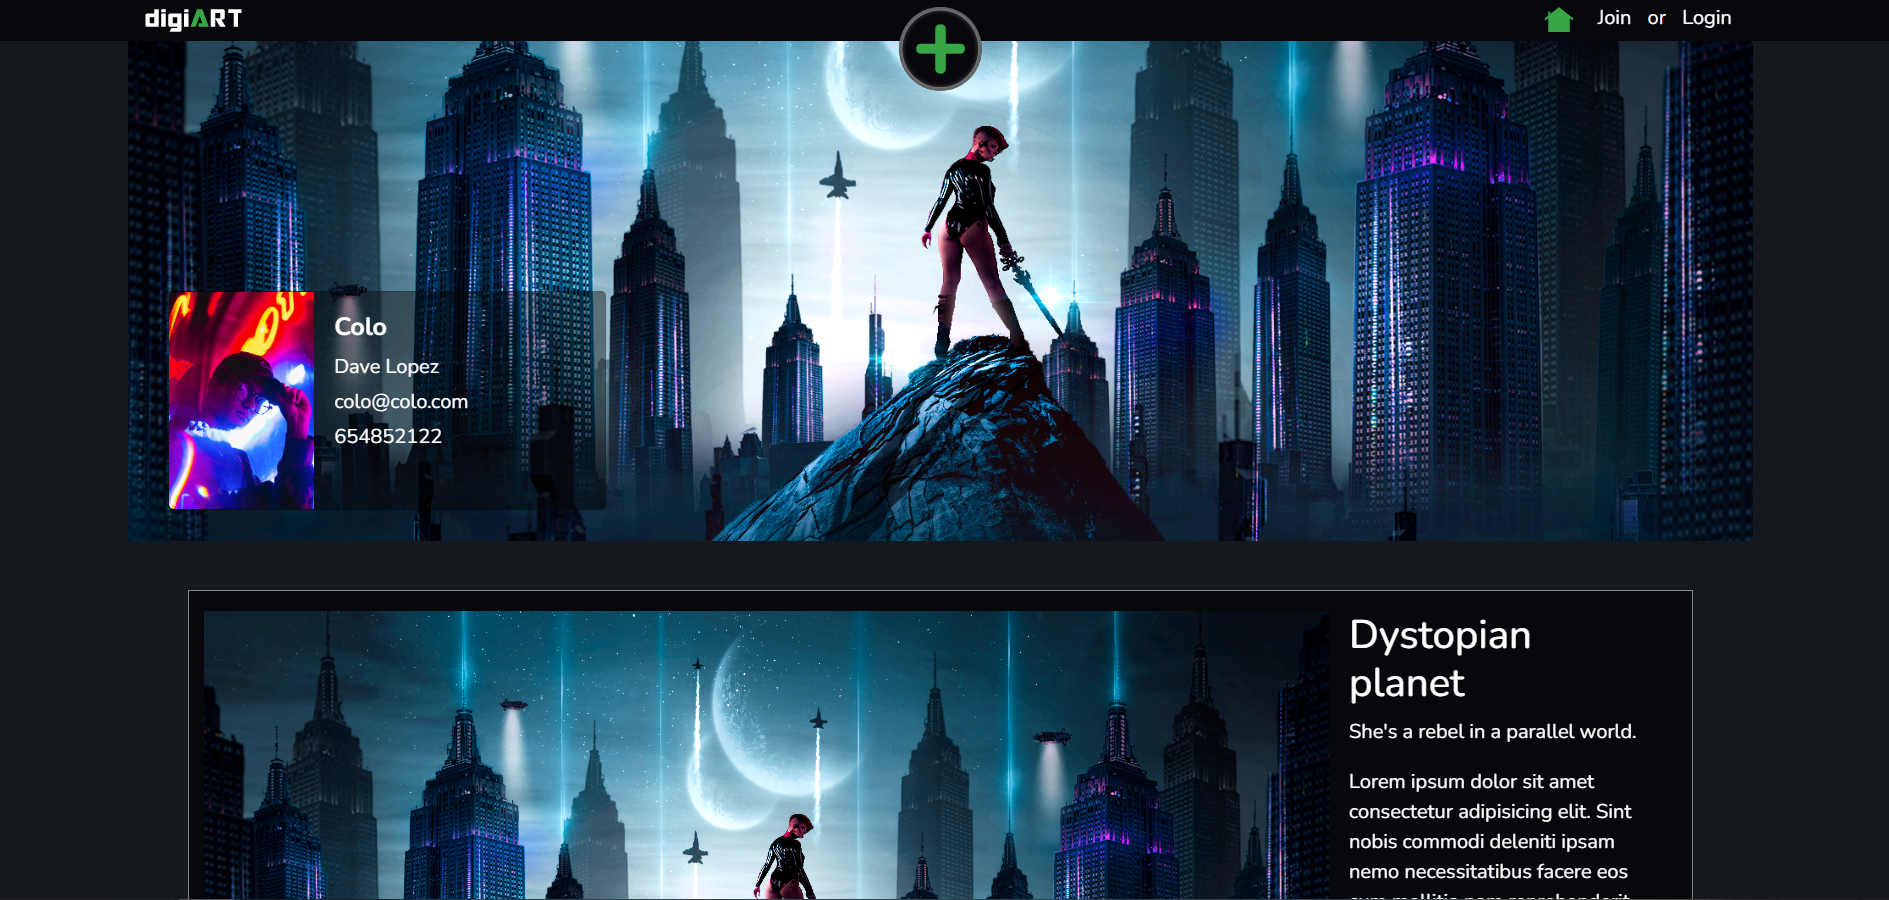 digiART
Join or Login
Colo
Dave Lopez
colo@colo.com
654852122
Dystopian
planet
She's a rebel in a parallel world.
Lorem ipsum dolor sit amet
consectetur adipisicing elit. Sint
nobis commodi deleniti ipsam
nemo necessitatibus facere eos